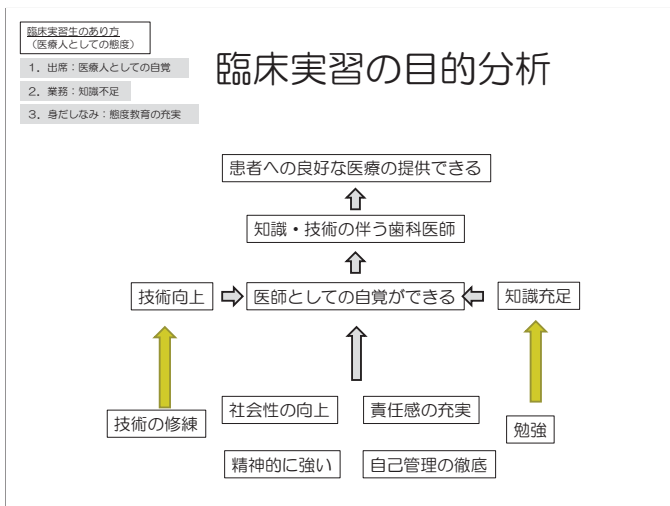 臨床実習生のあり方
（医療人としての態度）
1．出席：医療人としての自覚
2．業務：知識不足
3．身だしなみ：態度教育の充実
臨床実習の目的分析
患者への良好な医療の提供できる
知識・技術の伴う歯科医師
技術向上
医師としての自覚ができる
知識充足
社会性の向上
責任感の充実
技術の修練
勉強
精神的に強い
自己管理の徹底